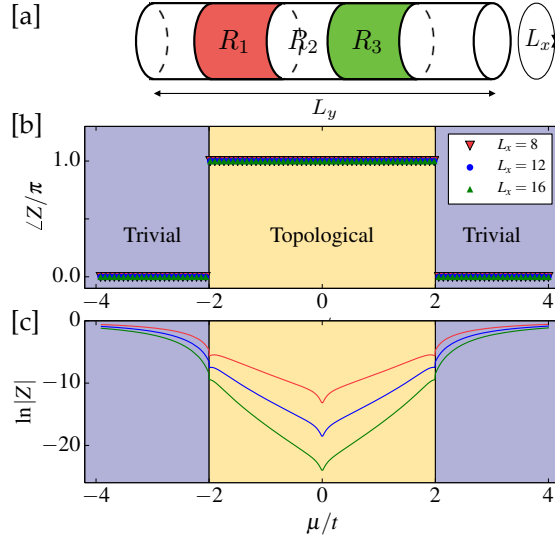 [a]
R₁ R₂ R₃ Lₓ
L_y
[b]
1.0
0.0
∠Z/π
Trivial Topological Trivial
Lₓ = 8
Lₓ = 12
Lₓ = 16
−4 −2 0 2 4
[c]
0
−10
−20
ln|Z|
−4 −2 0 2 4
μ/t